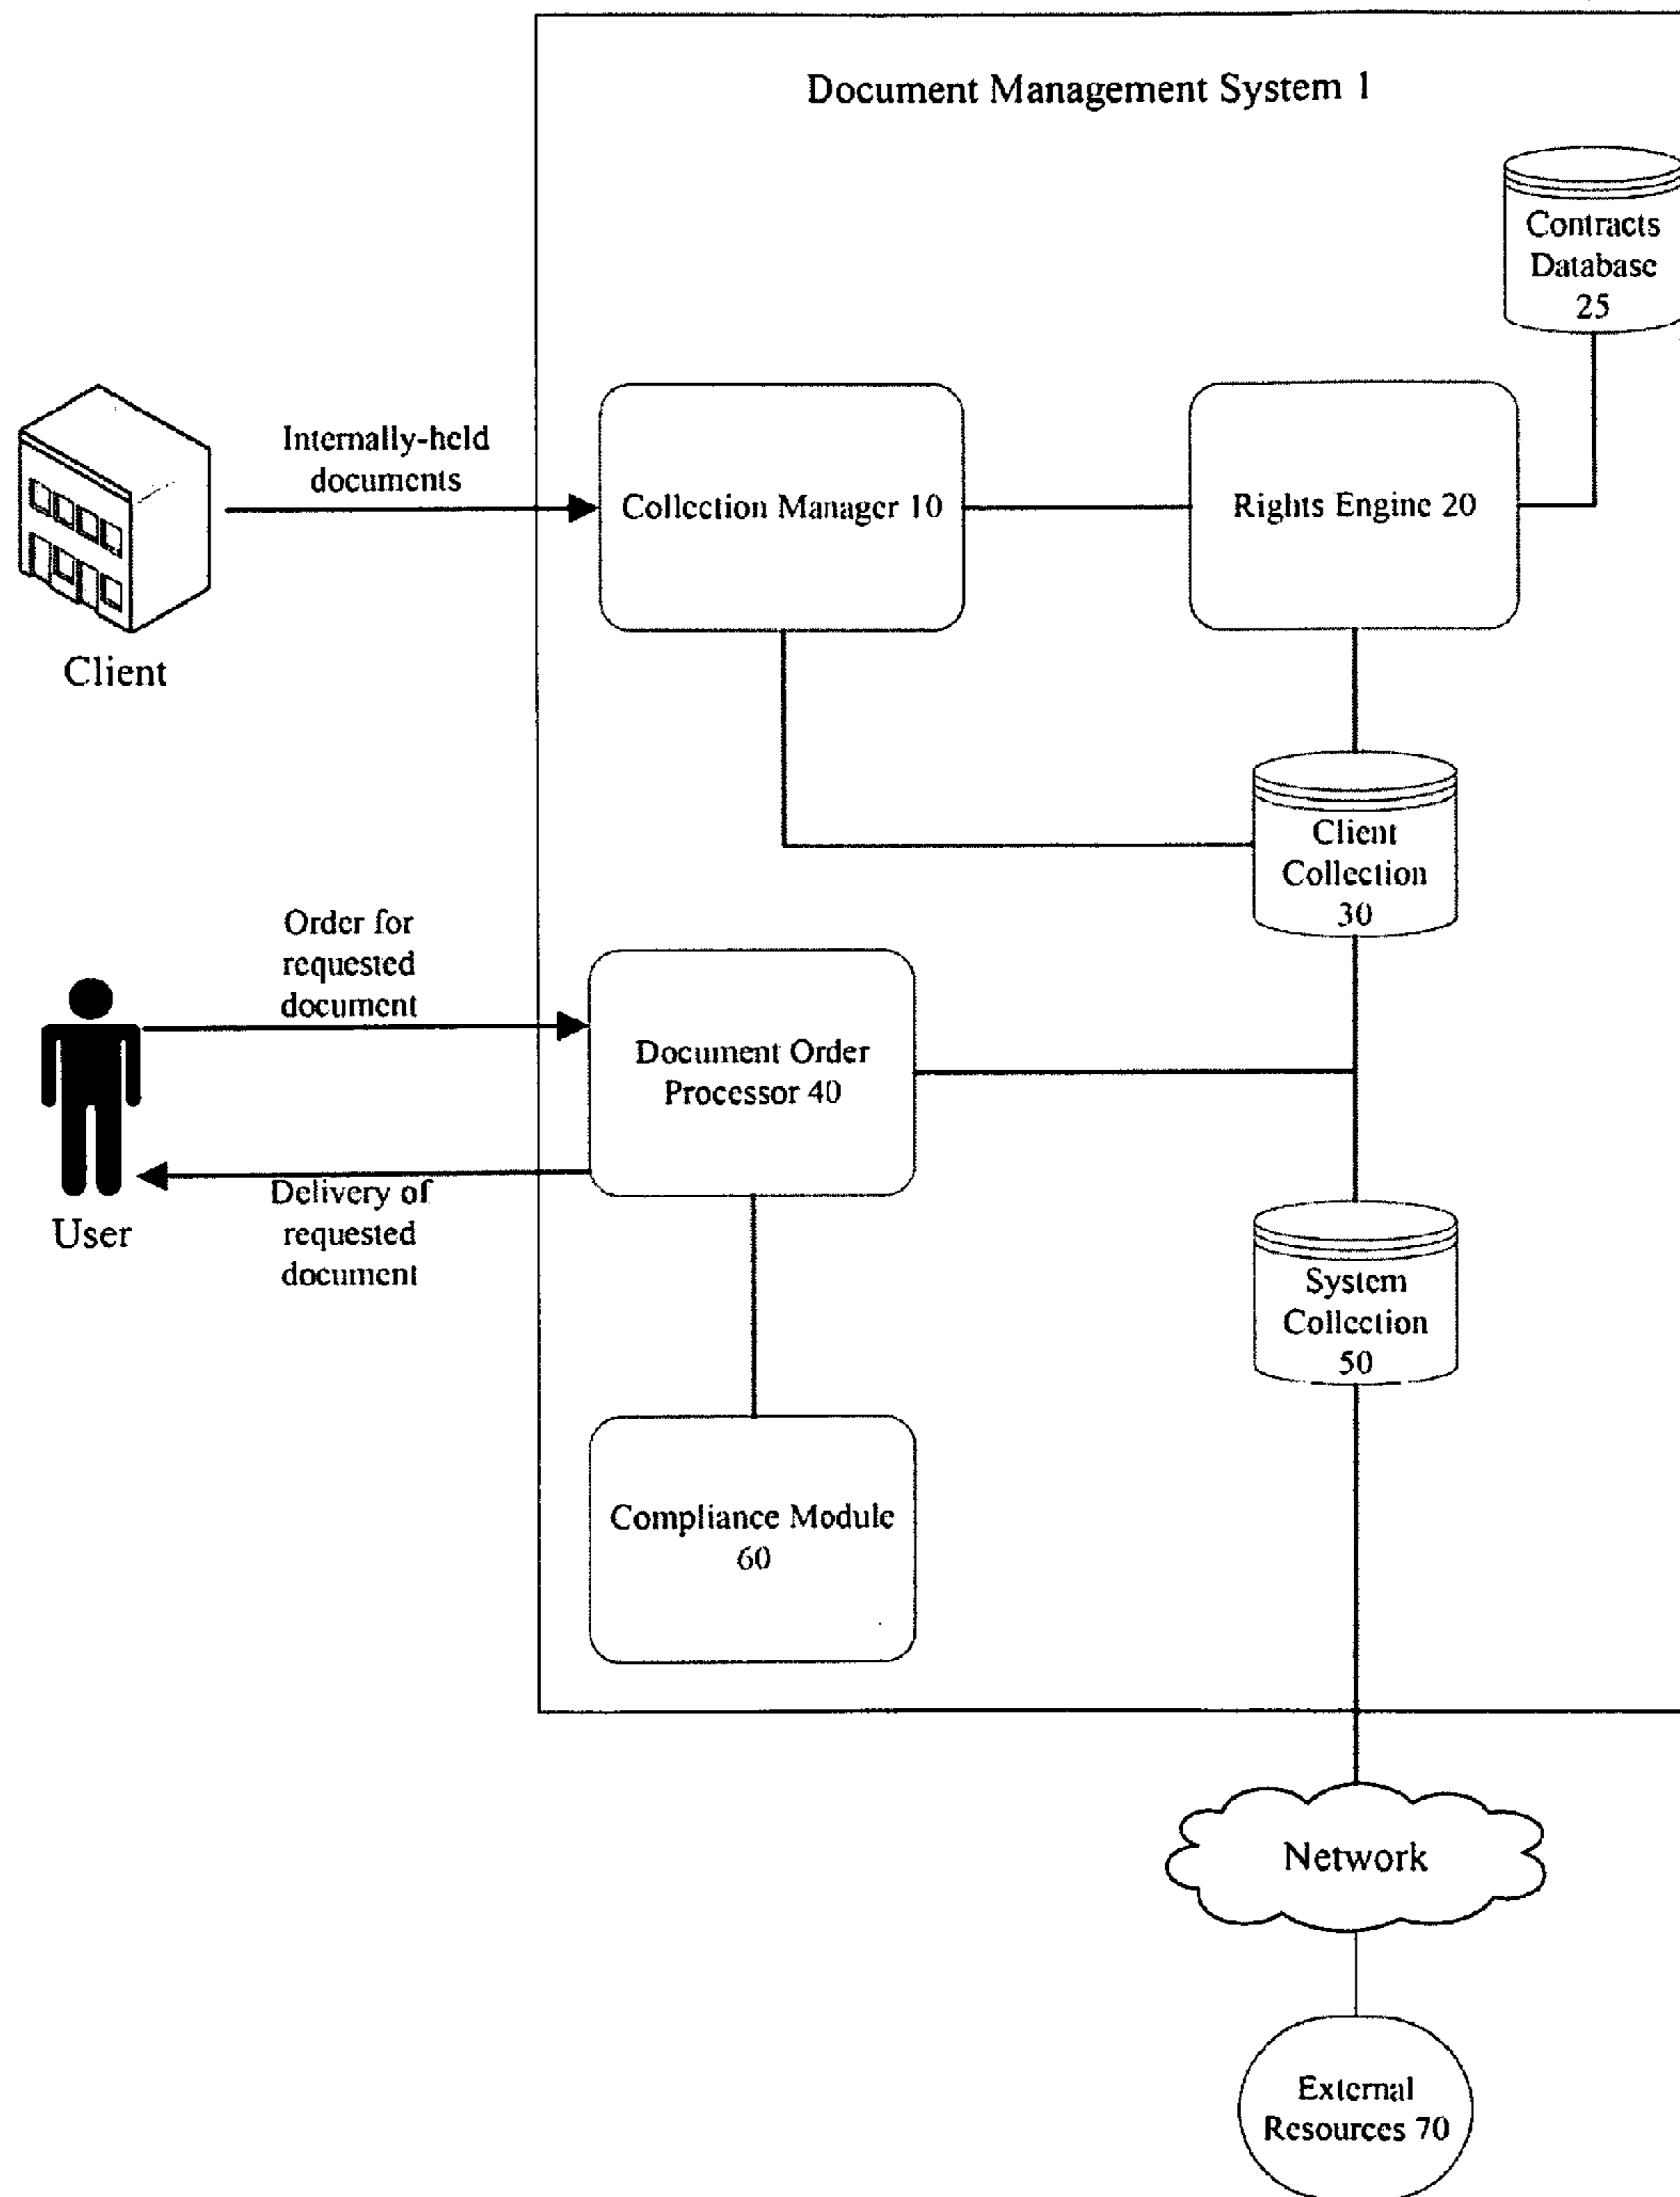 Document Management System 1
Contracts
Database
25
Internally-held
documents
Collection Manager 10
Rights Engine 20
Client
Client
Collection
30
Order for
requested
document
Document Order
Processor 40
User
Delivery of
requested
document
System
Collection
50
Compliance Module
60
Network
External
Resources 70